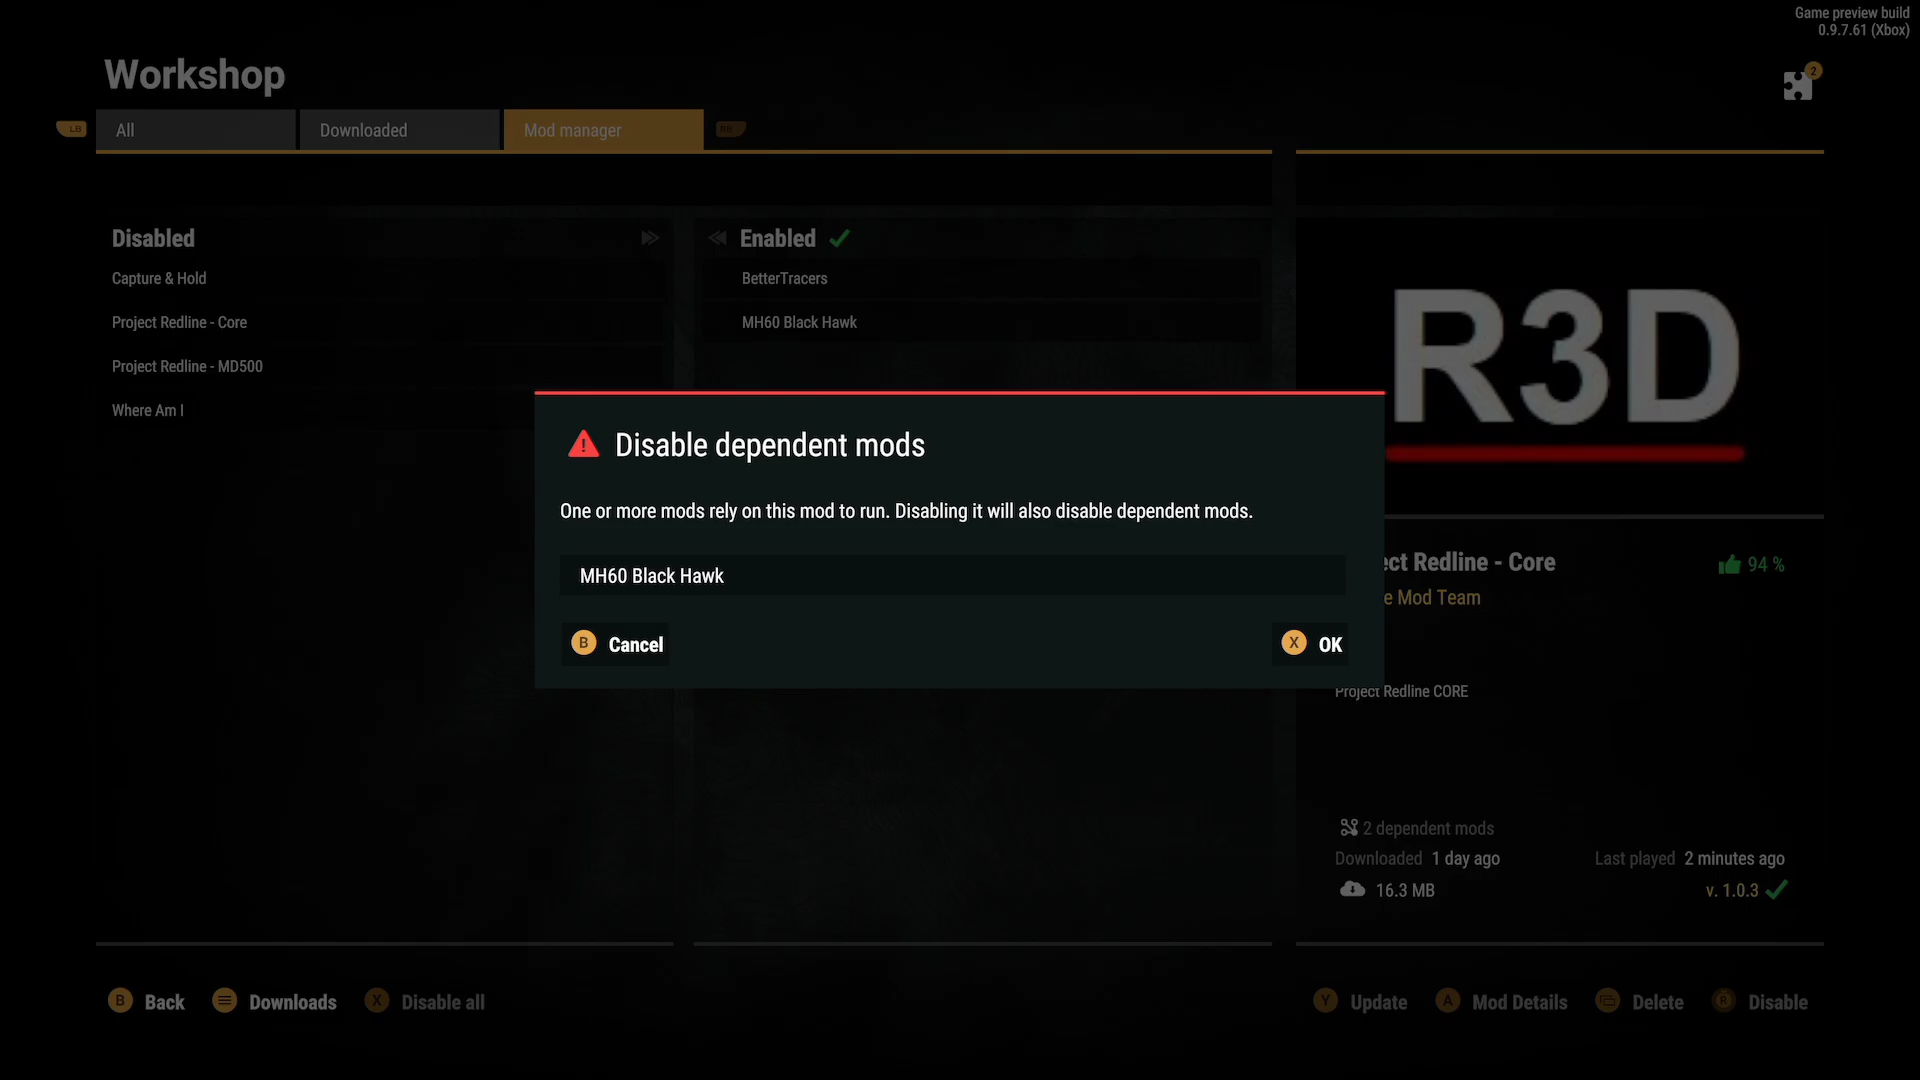 Game preview build
0.9.7.61 (Xbox)
Workshop
2
LB
All
Downloaded
Mod manager
RB
Disabled
Enabled
Capture & Hold
BetterTracers
Project Redline - Core
MH60 Black Hawk
Project Redline - MD500
Where Am I
R3D
Disable dependent mods
One or more mods rely on this mod to run. Disabling it will also disable dependent mods.
MH60 Black Hawk
B Cancel
X OK
ect Redline - Core
94 %
e Mod Team
Project Redline CORE
2 dependent mods
Downloaded 1 day ago
Last played 2 minutes ago
16.3 MB
v. 1.0.3
B Back
Downloads
X Disable all
Y Update
A Mod Details
Delete
R Disable